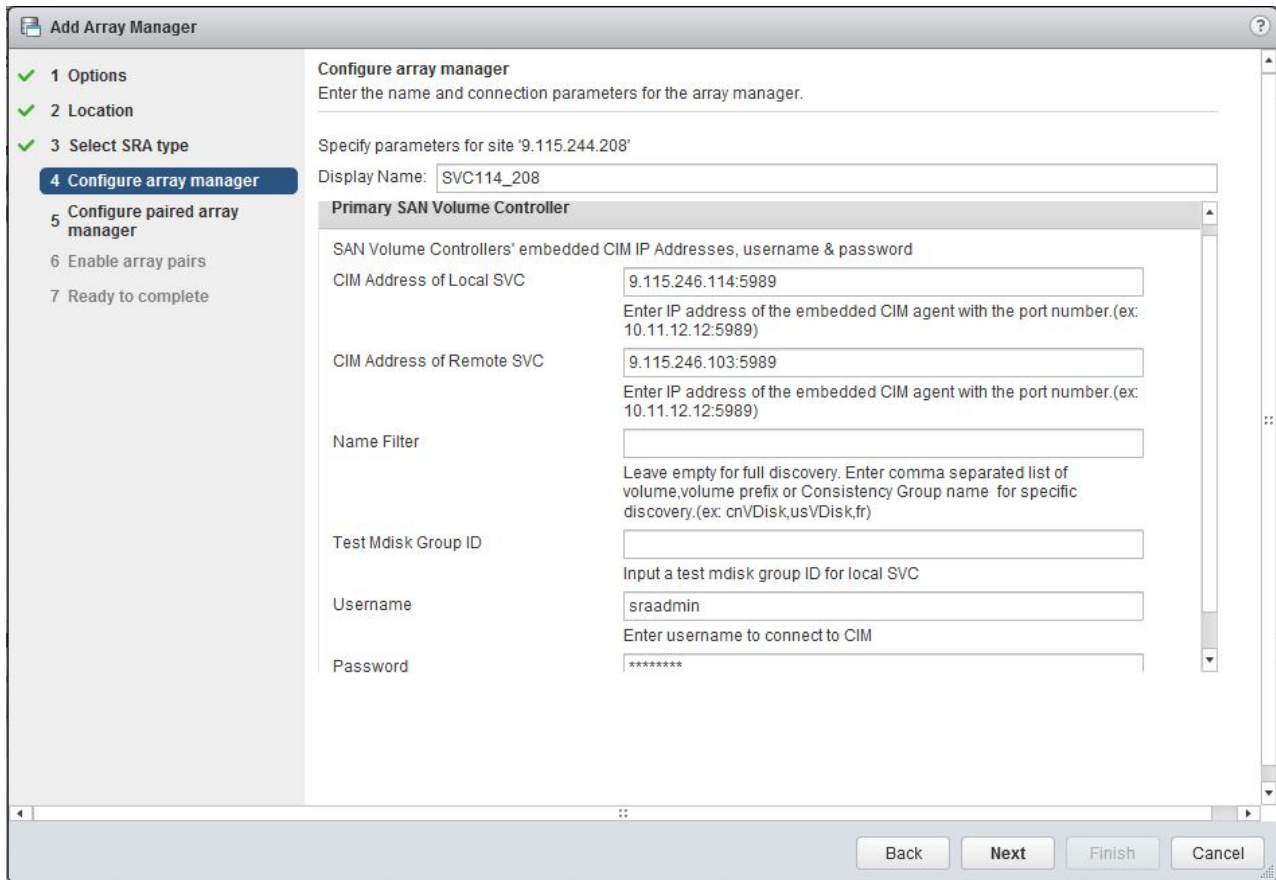 Add Array Manager
?
1 Options
2 Location
3 Select SRA type
4 Configure array manager
5 Configure paired array
manager
6 Enable array pairs
7 Ready to complete
Configure array manager
Enter the name and connection parameters for the array manager.
Specify parameters for site '9.115.244.208'
Display Name: SVC114_208
Primary SAN Volume Controller
SAN Volume Controllers' embedded CIM IP Addresses, username & password
CIM Address of Local SVC 9.115.246.114:5989
Enter IP address of the embedded CIM agent with the port number.(ex:
10.11.12.12:5989)
CIM Address of Remote SVC 9.115.246.103:5989
Enter IP address of the embedded CIM agent with the port number.(ex:
10.11.12.12:5989)
Name Filter
Leave empty for full discovery. Enter comma separated list of
volume,volume prefix or Consistency Group name for specific
discovery.(ex: cnVDisk,usVDisk,fr)
Test Mdisk Group ID
Input a test mdisk group ID for local SVC
Username sraadmin
Enter username to connect to CIM
Password ********
Back Next Finish Cancel